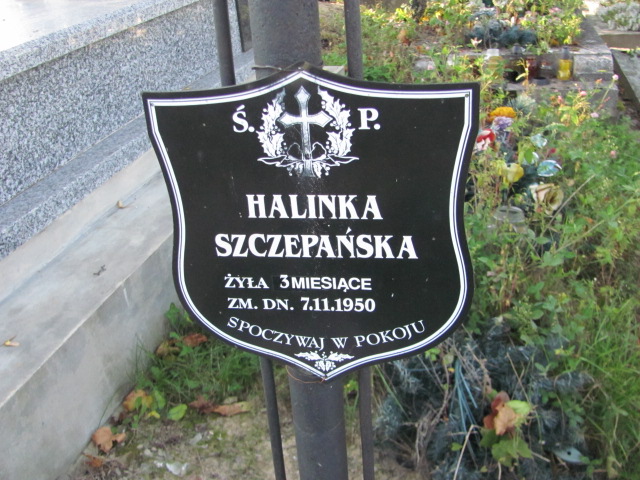 Ś. P.
HALINKA
SZCZEPAŃSKA
ŻYŁA 3 MIESIĄCE
ZM. DN. 7.11.1950
SPOCZYWAJ W POKOJU